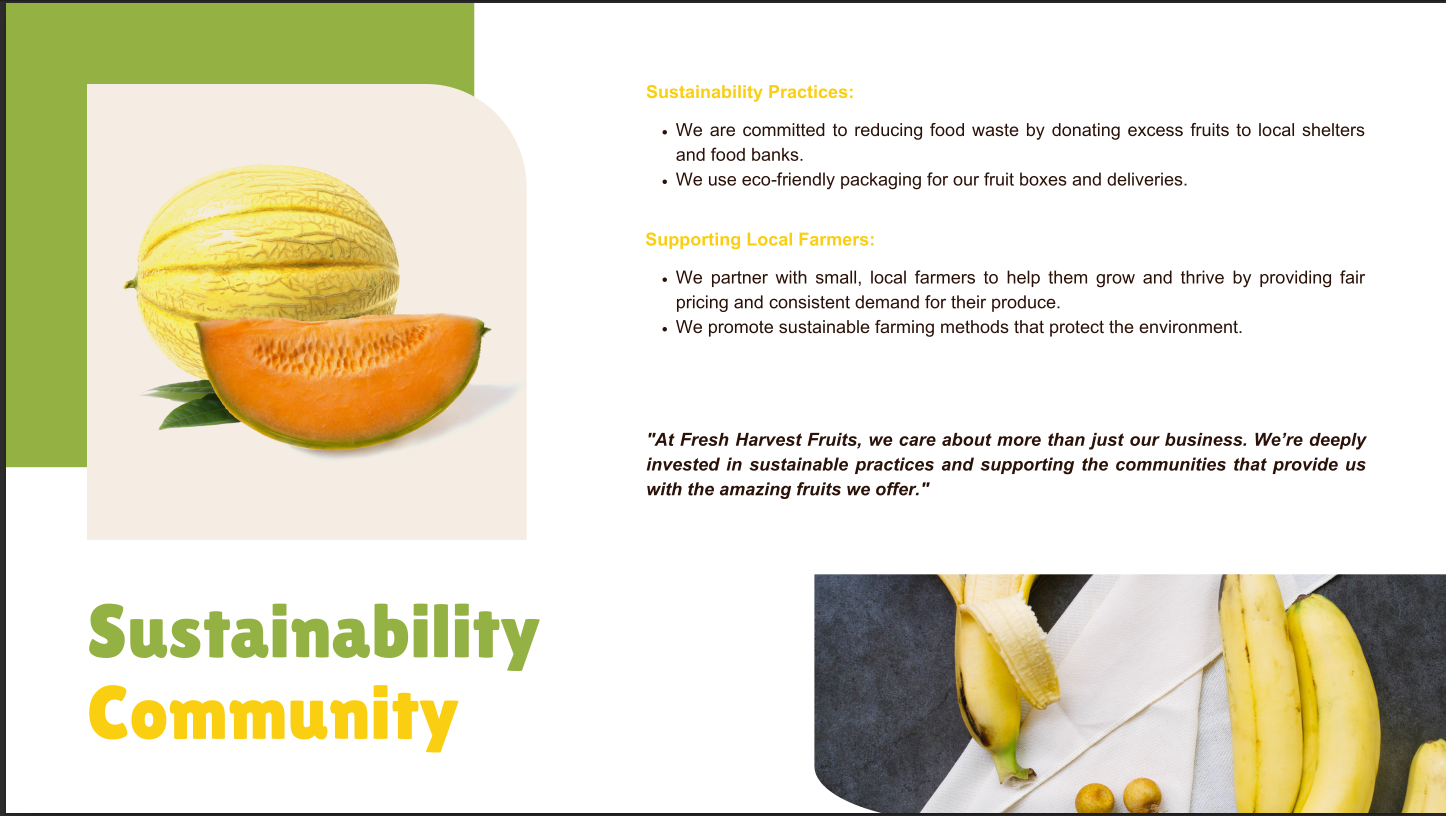 Sustainability Practices:
• We are committed to reducing food waste by donating excess fruits to local shelters
and food banks.
• We use eco-friendly packaging for our fruit boxes and deliveries.
Supporting Local Farmers:
• We partner with small, local farmers to help them grow and thrive by providing fair
pricing and consistent demand for their produce.
• We promote sustainable farming methods that protect the environment.
"At Fresh Harvest Fruits, we care about more than just our business. We’re deeply
invested in sustainable practices and supporting the communities that provide us
with the amazing fruits we offer."
Sustainability
Community